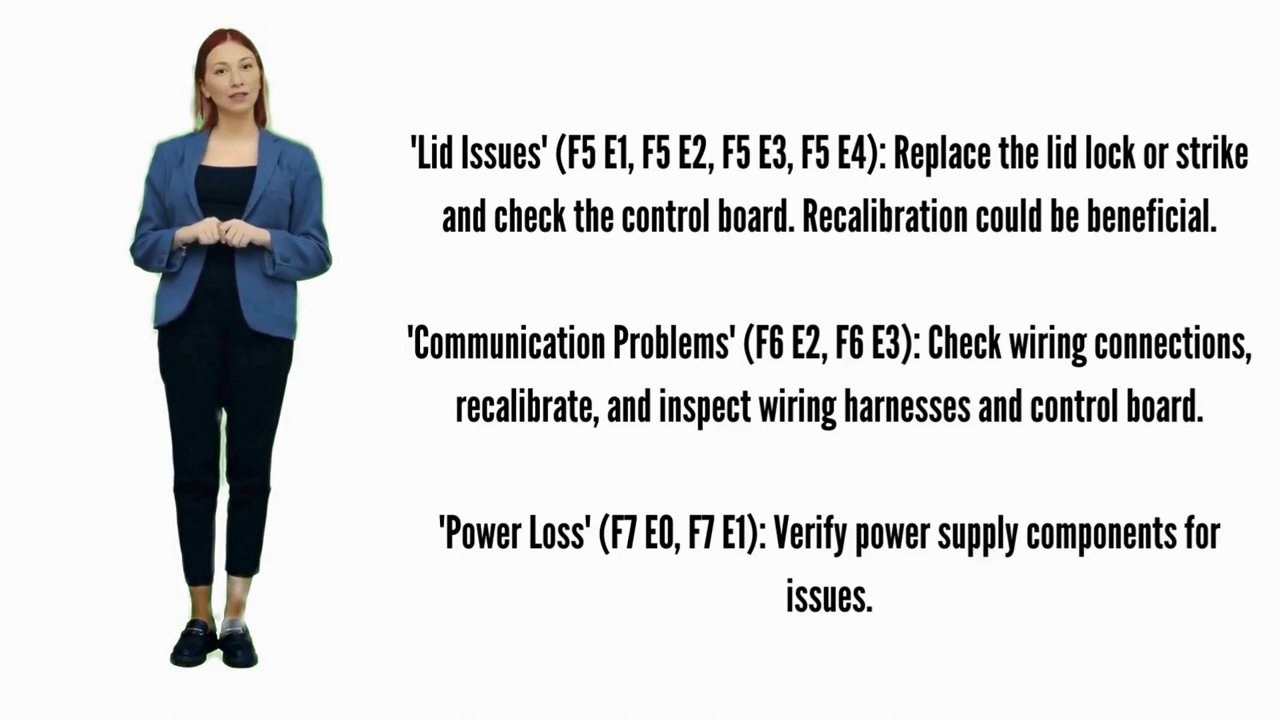 'Lid Issues' (F5 E1, F5 E2, F5 E3, F5 E4): Replace the lid lock or strike
and check the control board. Recalibration could be beneficial.
'Communication Problems' (F6 E2, F6 E3): Check wiring connections,
recalibrate, and inspect wiring harnesses and control board.
'Power Loss' (F7 E0, F7 E1): Verify power supply components for
issues.